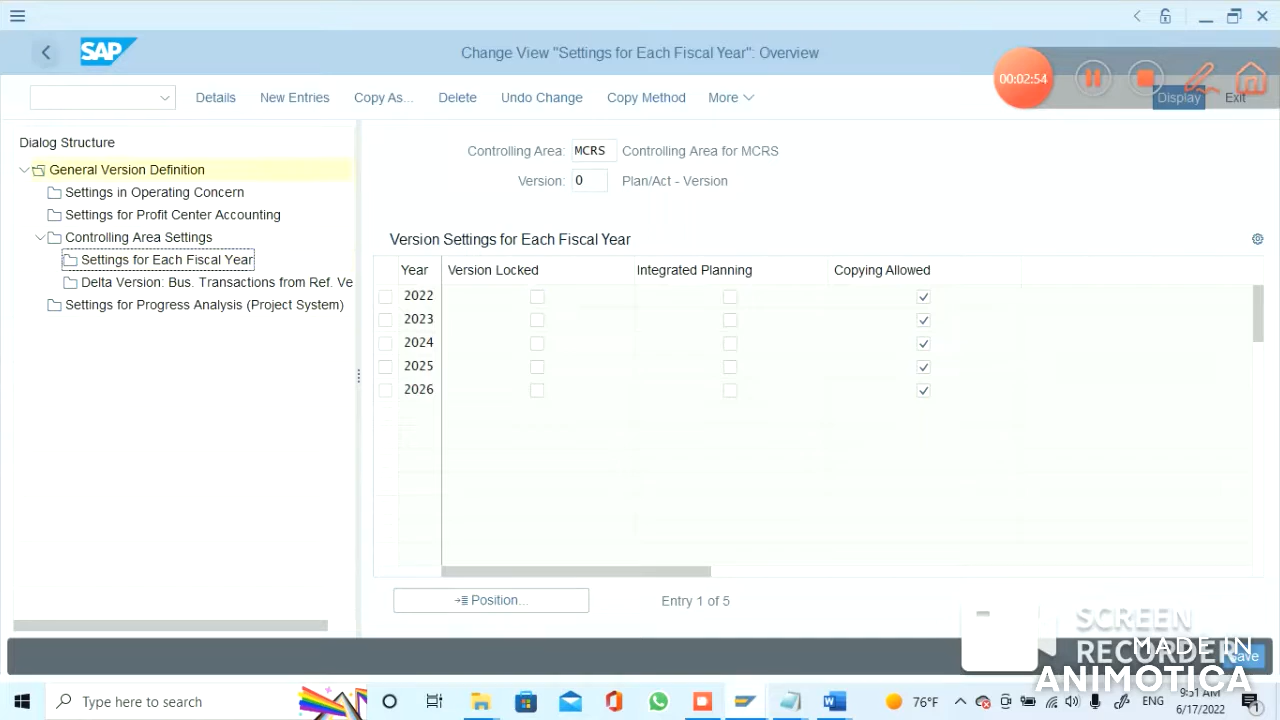 SAP
Change View "Settings for Each Fiscal Year": Overview
00:02:54
Details New Entries Copy As... Delete Undo Change Copy Method More Display Exit
Dialog Structure
General Version Definition
Settings in Operating Concern
Settings for Profit Center Accounting
Controlling Area Settings
Settings for Each Fiscal Year
Delta Version: Bus. Transactions from Ref. Ve
Settings for Progress Analysis (Project System)
Controlling Area: MCRS Controlling Area for MCRS
Version: 0 Plan/Act - Version
Version Settings for Each Fiscal Year
Year Version Locked Integrated Planning Copying Allowed
2022
2023
2024
2025
2026
Position... Entry 1 of 5
SCREEN
RECORDER
MADE IN
ANIMOTICA
Save
Type here to search
76°F
ENG
9:51 AM
6/17/2022
1